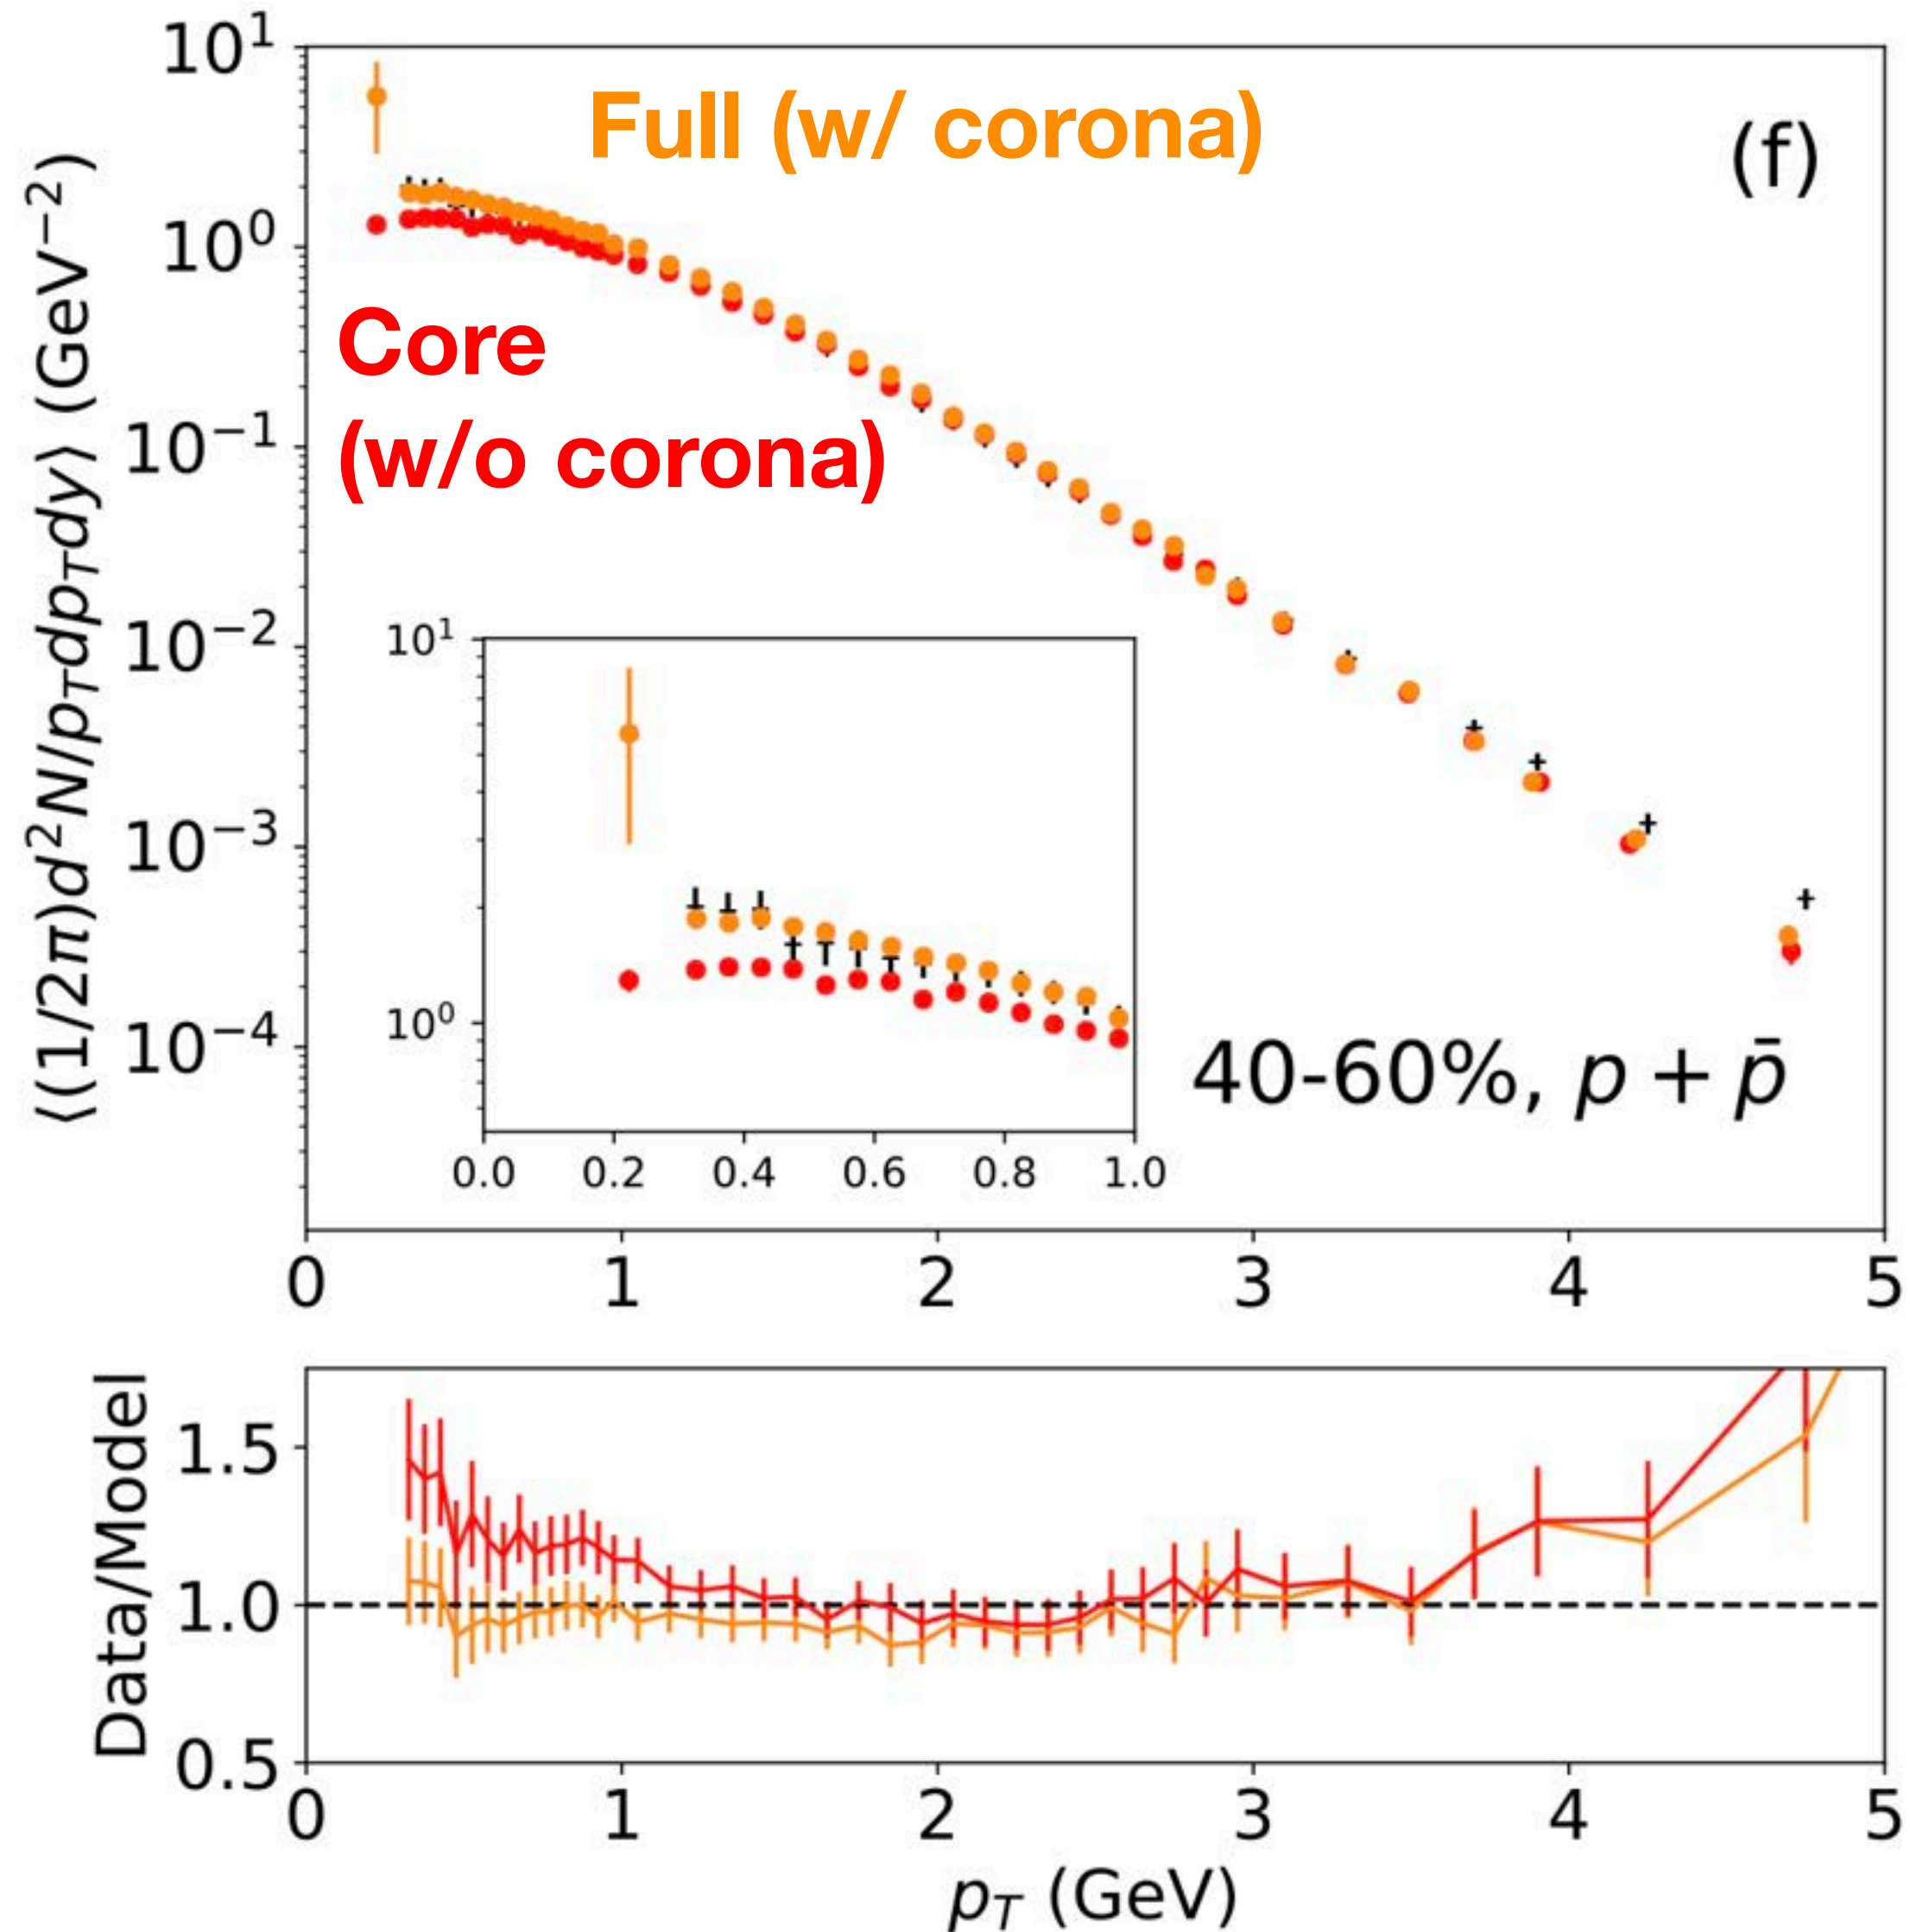 10¹
Full (w/ corona)
(f)
10⁰
Core
(w/o corona)
10⁻¹
10⁻²
10⁻³
10⁻⁴
⟨(1/2π)d²N/p_T dp_T dy⟩ (GeV⁻²)
10¹
10⁰
0.0 0.2 0.4 0.6 0.8 1.0
40-60%, p + p̄
0 1 2 3 4 5
Data/Model
1.5
1.0
0.5
0 1 2 3 4 5
p_T (GeV)